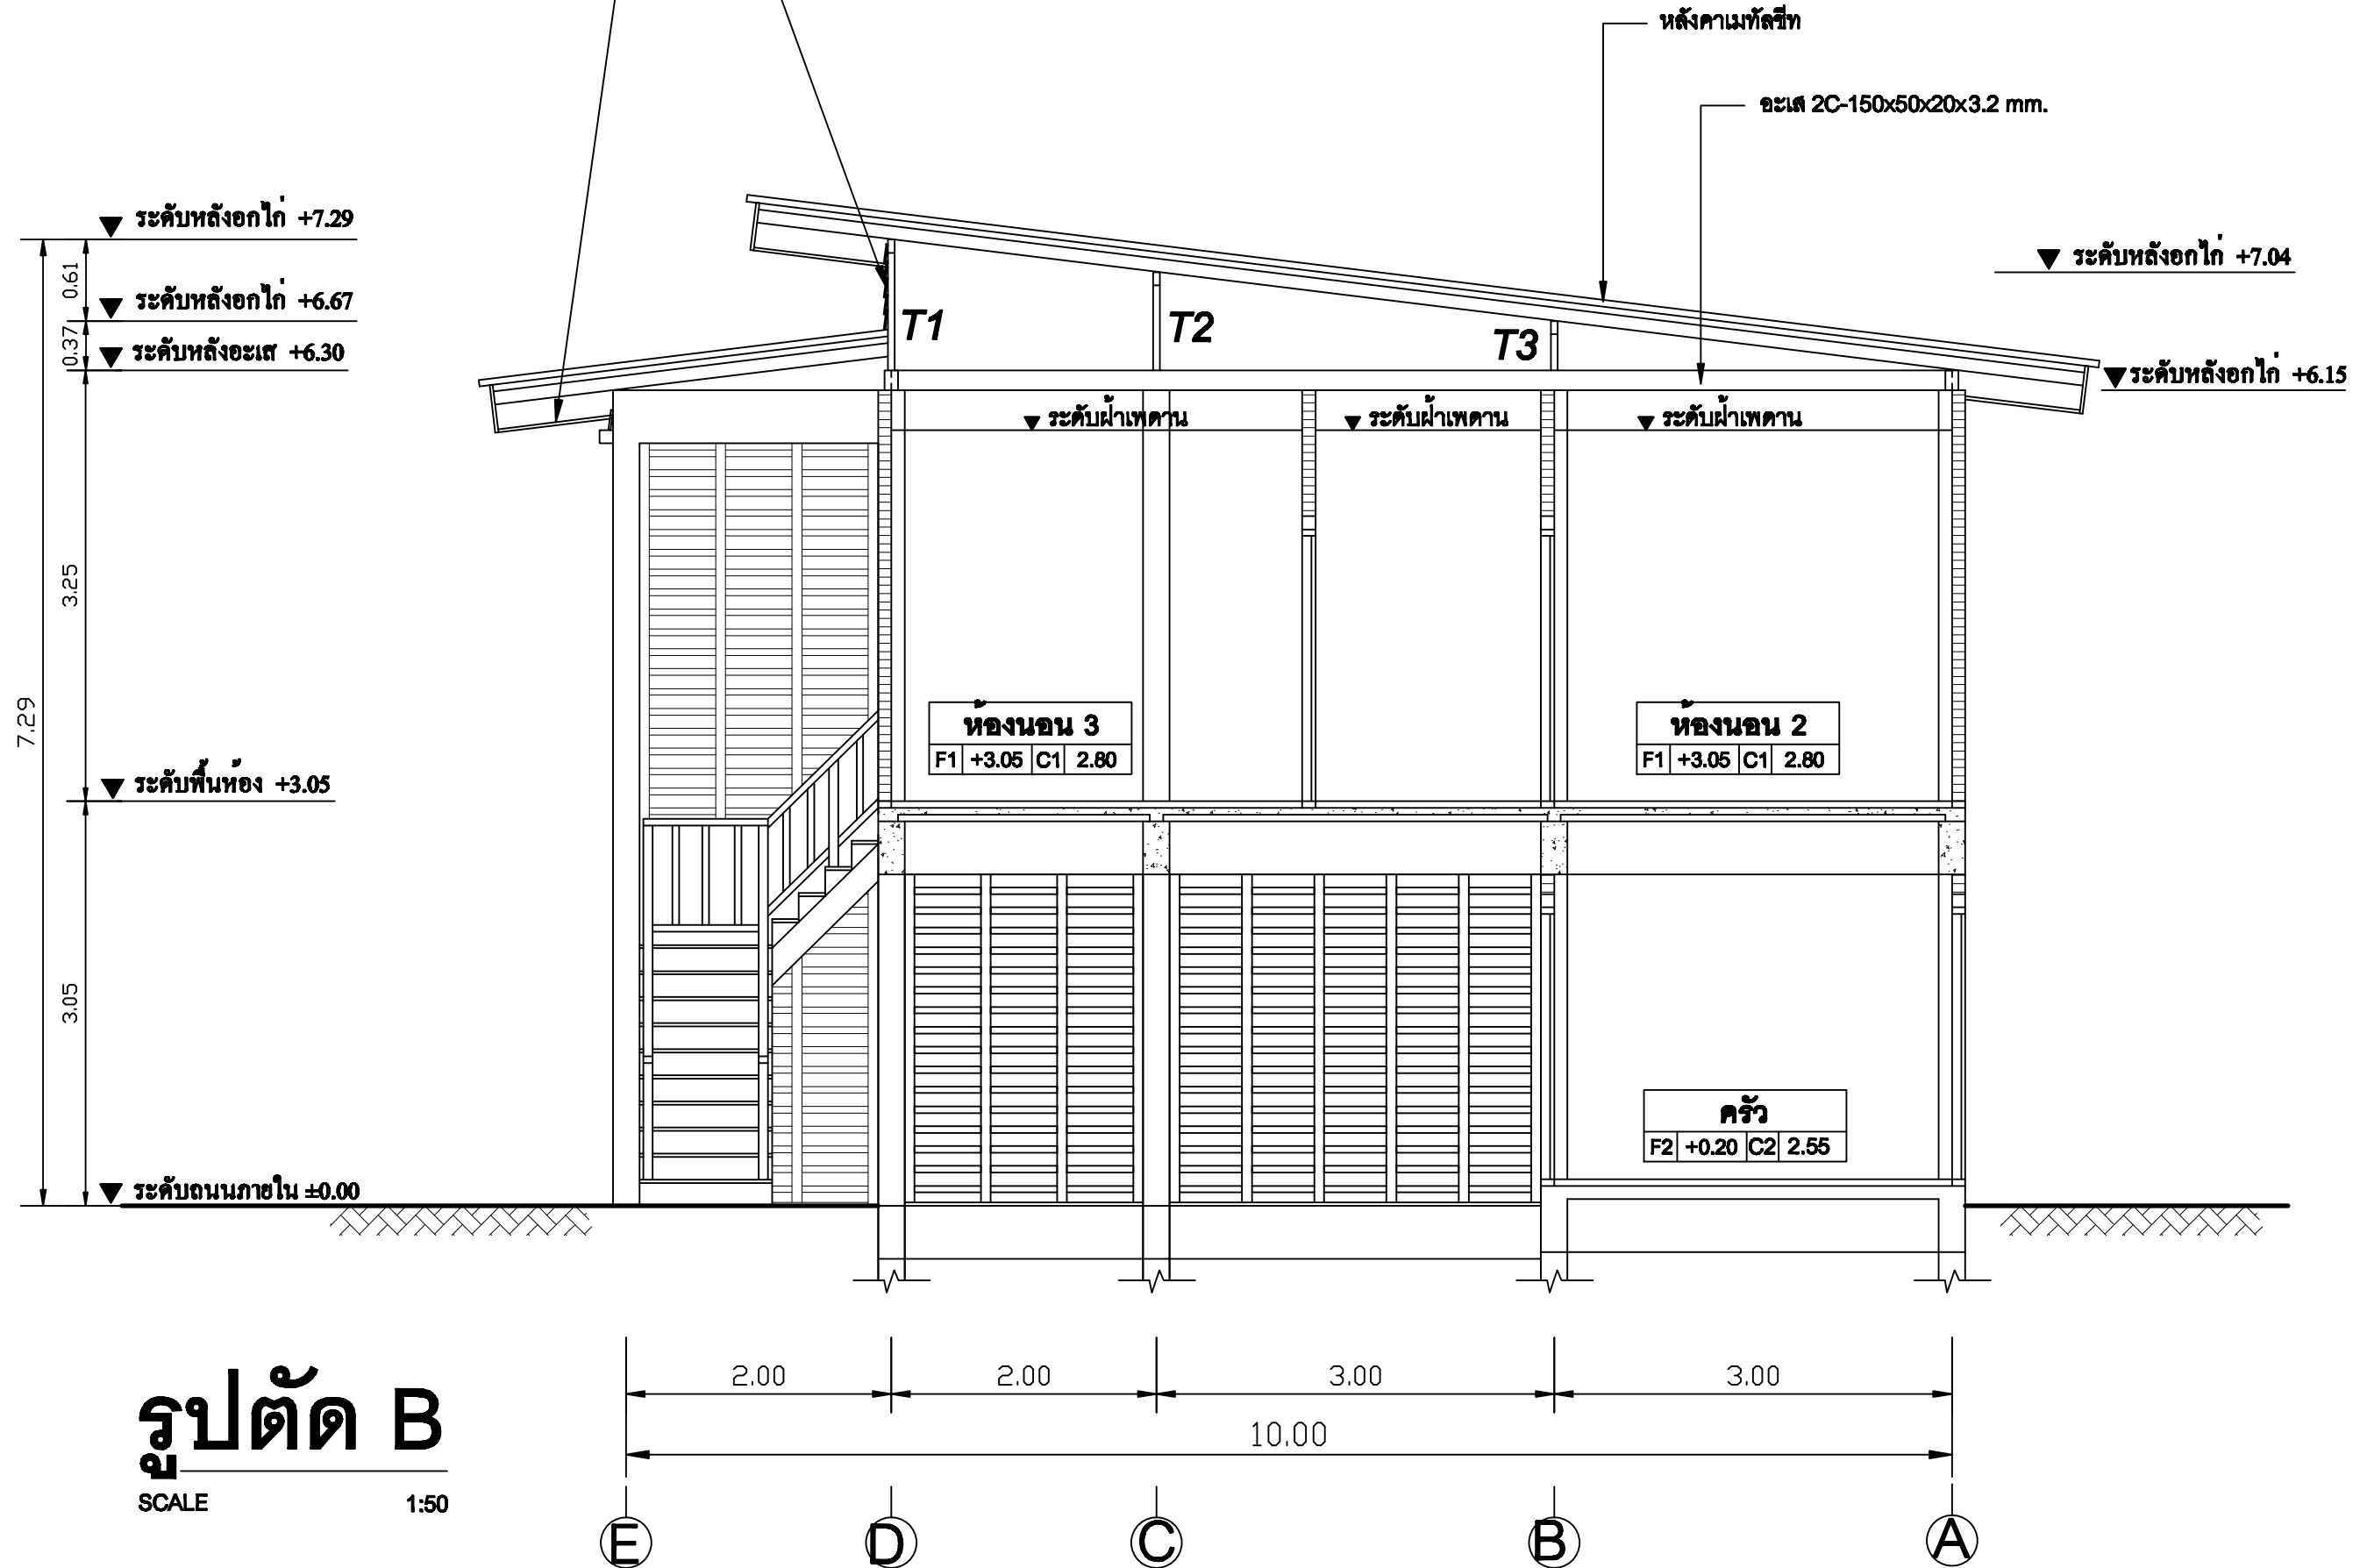 หลังคาเมทัลชีท
อะเส 2C-150x50x20x3.2 mm.
ระดับหลังอกไก่ +7.29
ระดับหลังอกไก่ +7.04
0.61
ระดับหลังอกไก่ +6.67
T1
T2
T3
0.37
ระดับหลังอะเส +6.30
ระดับหลังอกไก่ +6.15
ระดับฝ้าเพดาน
ระดับฝ้าเพดาน
ระดับฝ้าเพดาน
3.25
7.29
ห้องนอน 3
F1 +3.05 C1 2.80
ห้องนอน 2
F1 +3.05 C1 2.80
ระดับพื้นห้อง +3.05
3.05
ครัว
F2 +0.20 C2 2.55
ระดับถนนภายใน ±0.00
2.00
2.00
3.00
3.00
10.00
รูปตัด B
SCALE 1:50
E
D
C
B
A